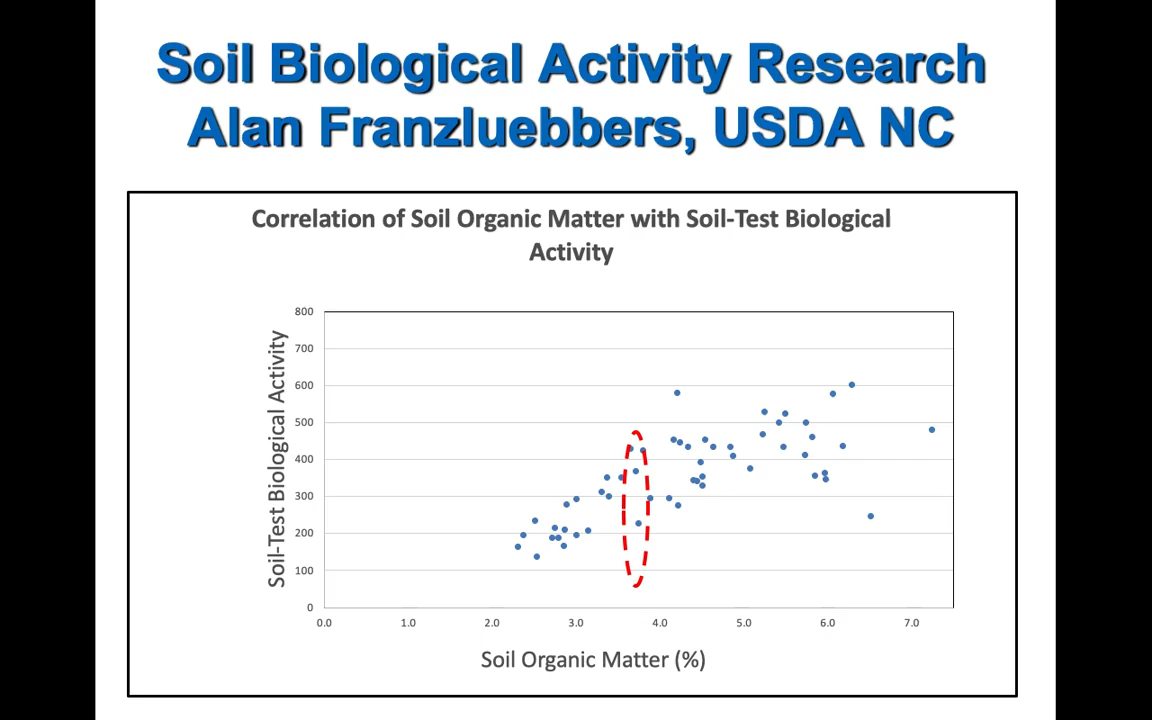 Soil Biological Activity Research
Alan Franzluebbers, USDA NC
Correlation of Soil Organic Matter with Soil-Test Biological
Activity
Soil-Test Biological Activity
800
700
600
500
400
300
200
100
0
0.0 1.0 2.0 3.0 4.0 5.0 6.0 7.0
Soil Organic Matter (%)